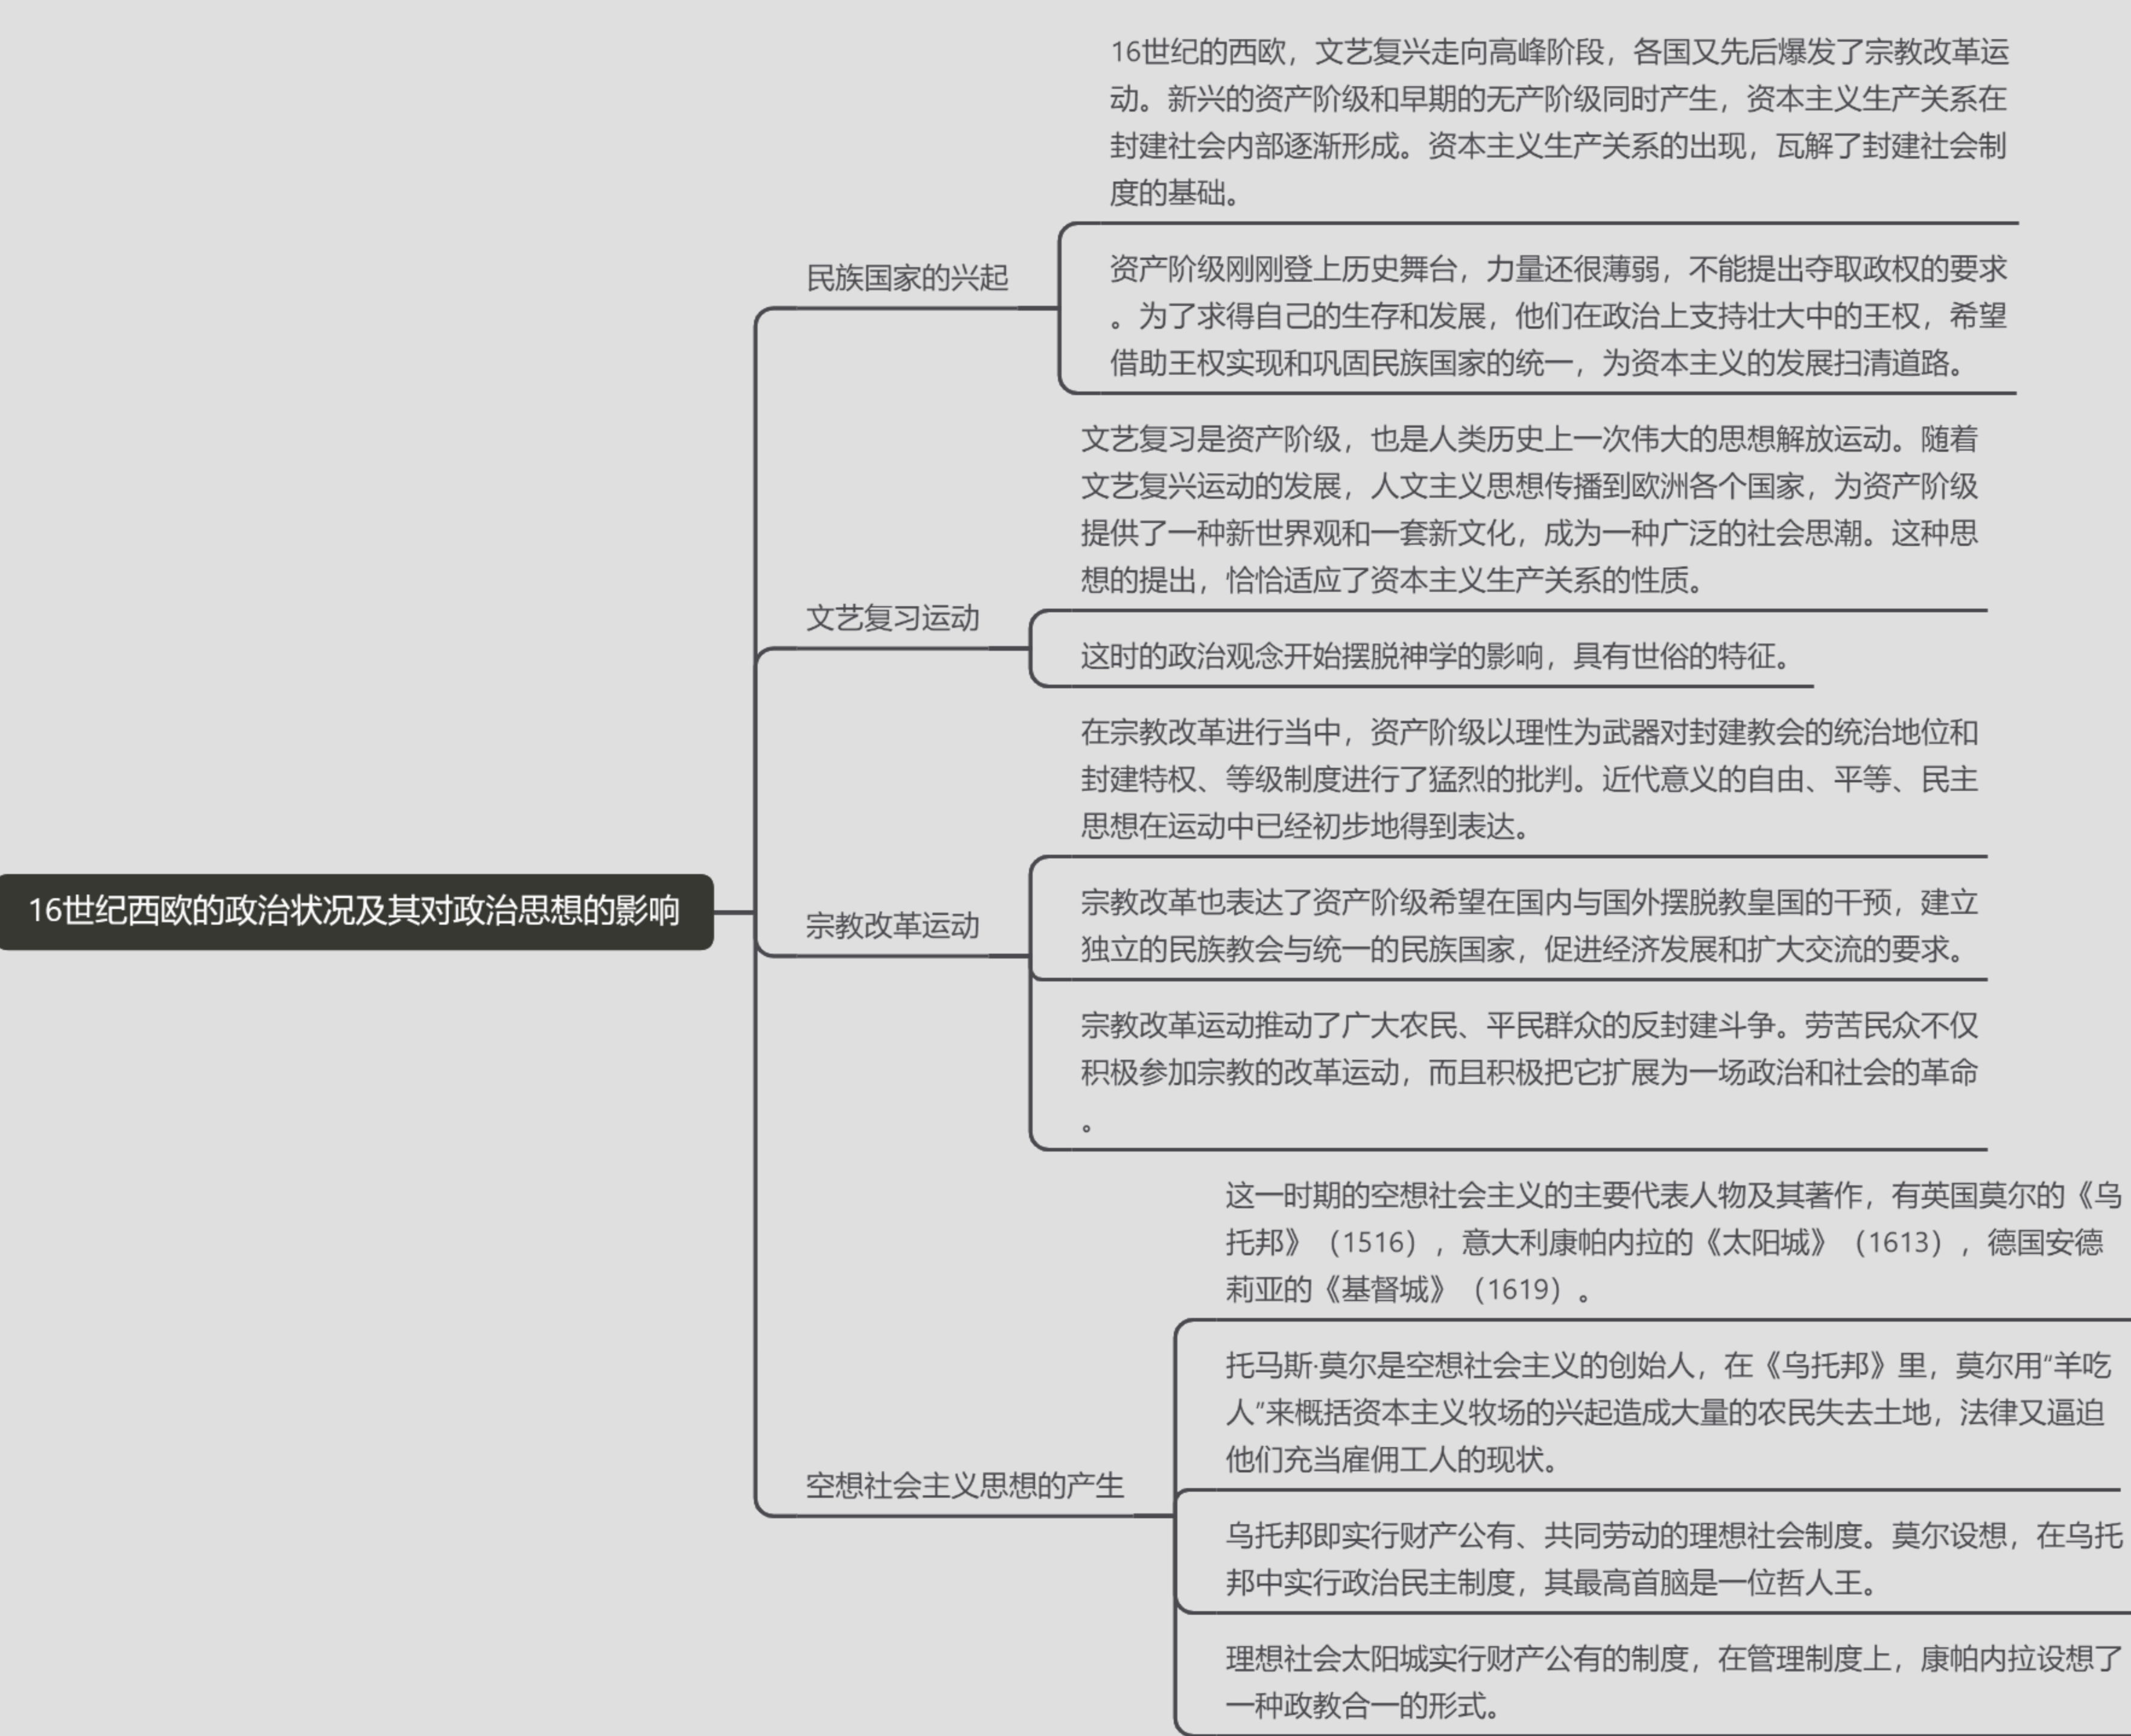 16世纪西欧的政治状况及其对政治思想的影响
民族国家的兴起
16世纪的西欧，文艺复兴走向高峰阶段，各国又先后爆发了宗教改革运
动。新兴的资产阶级和早期的无产阶级同时产生，资本主义生产关系在
封建社会内部逐渐形成。资本主义生产关系的出现，瓦解了封建社会制
度的基础。
资产阶级刚刚登上历史舞台，力量还很薄弱，不能提出夺取政权的要求
。为了求得自己的生存和发展，他们在政治上支持壮大中的王权，希望
借助王权实现和巩固民族国家的统一，为资本主义的发展扫清道路。
文艺复习运动
文艺复习是资产阶级，也是人类历史上一次伟大的思想解放运动。随着
文艺复兴运动的发展，人文主义思想传播到欧洲各个国家，为资产阶级
提供了一种新世界观和一套新文化，成为一种广泛的社会思潮。这种思
想的提出，恰恰适应了资本主义生产关系的性质。
这时的政治观念开始摆脱神学的影响，具有世俗的特征。
宗教改革运动
在宗教改革进行当中，资产阶级以理性为武器对封建教会的统治地位和
封建特权、等级制度进行了猛烈的批判。近代意义的自由、平等、民主
思想在运动中已经初步地得到表达。
宗教改革也表达了资产阶级希望在国内与国外摆脱教皇国的干预，建立
独立的民族教会与统一的民族国家，促进经济发展和扩大交流的要求。
宗教改革运动推动了广大农民、平民群众的反封建斗争。劳苦民众不仅
积极参加宗教的改革运动，而且积极把它扩展为一场政治和社会的革命
。
空想社会主义思想的产生
这一时期的空想社会主义的主要代表人物及其著作，有英国莫尔的《乌
托邦》（1516），意大利康帕内拉的《太阳城》（1613），德国安德
莉亚的《基督城》（1619）。
托马斯·莫尔是空想社会主义的创始人，在《乌托邦》里，莫尔用“羊吃
人”来概括资本主义牧场的兴起造成大量的农民失去土地，法律又逼迫
他们充当雇佣工人的现状。
乌托邦即实行财产公有、共同劳动的理想社会制度。莫尔设想，在乌托
邦中实行政治民主制度，其最高首脑是一位哲人王。
理想社会太阳城实行财产公有的制度，在管理制度上，康帕内拉设想了
一种政教合一的形式。